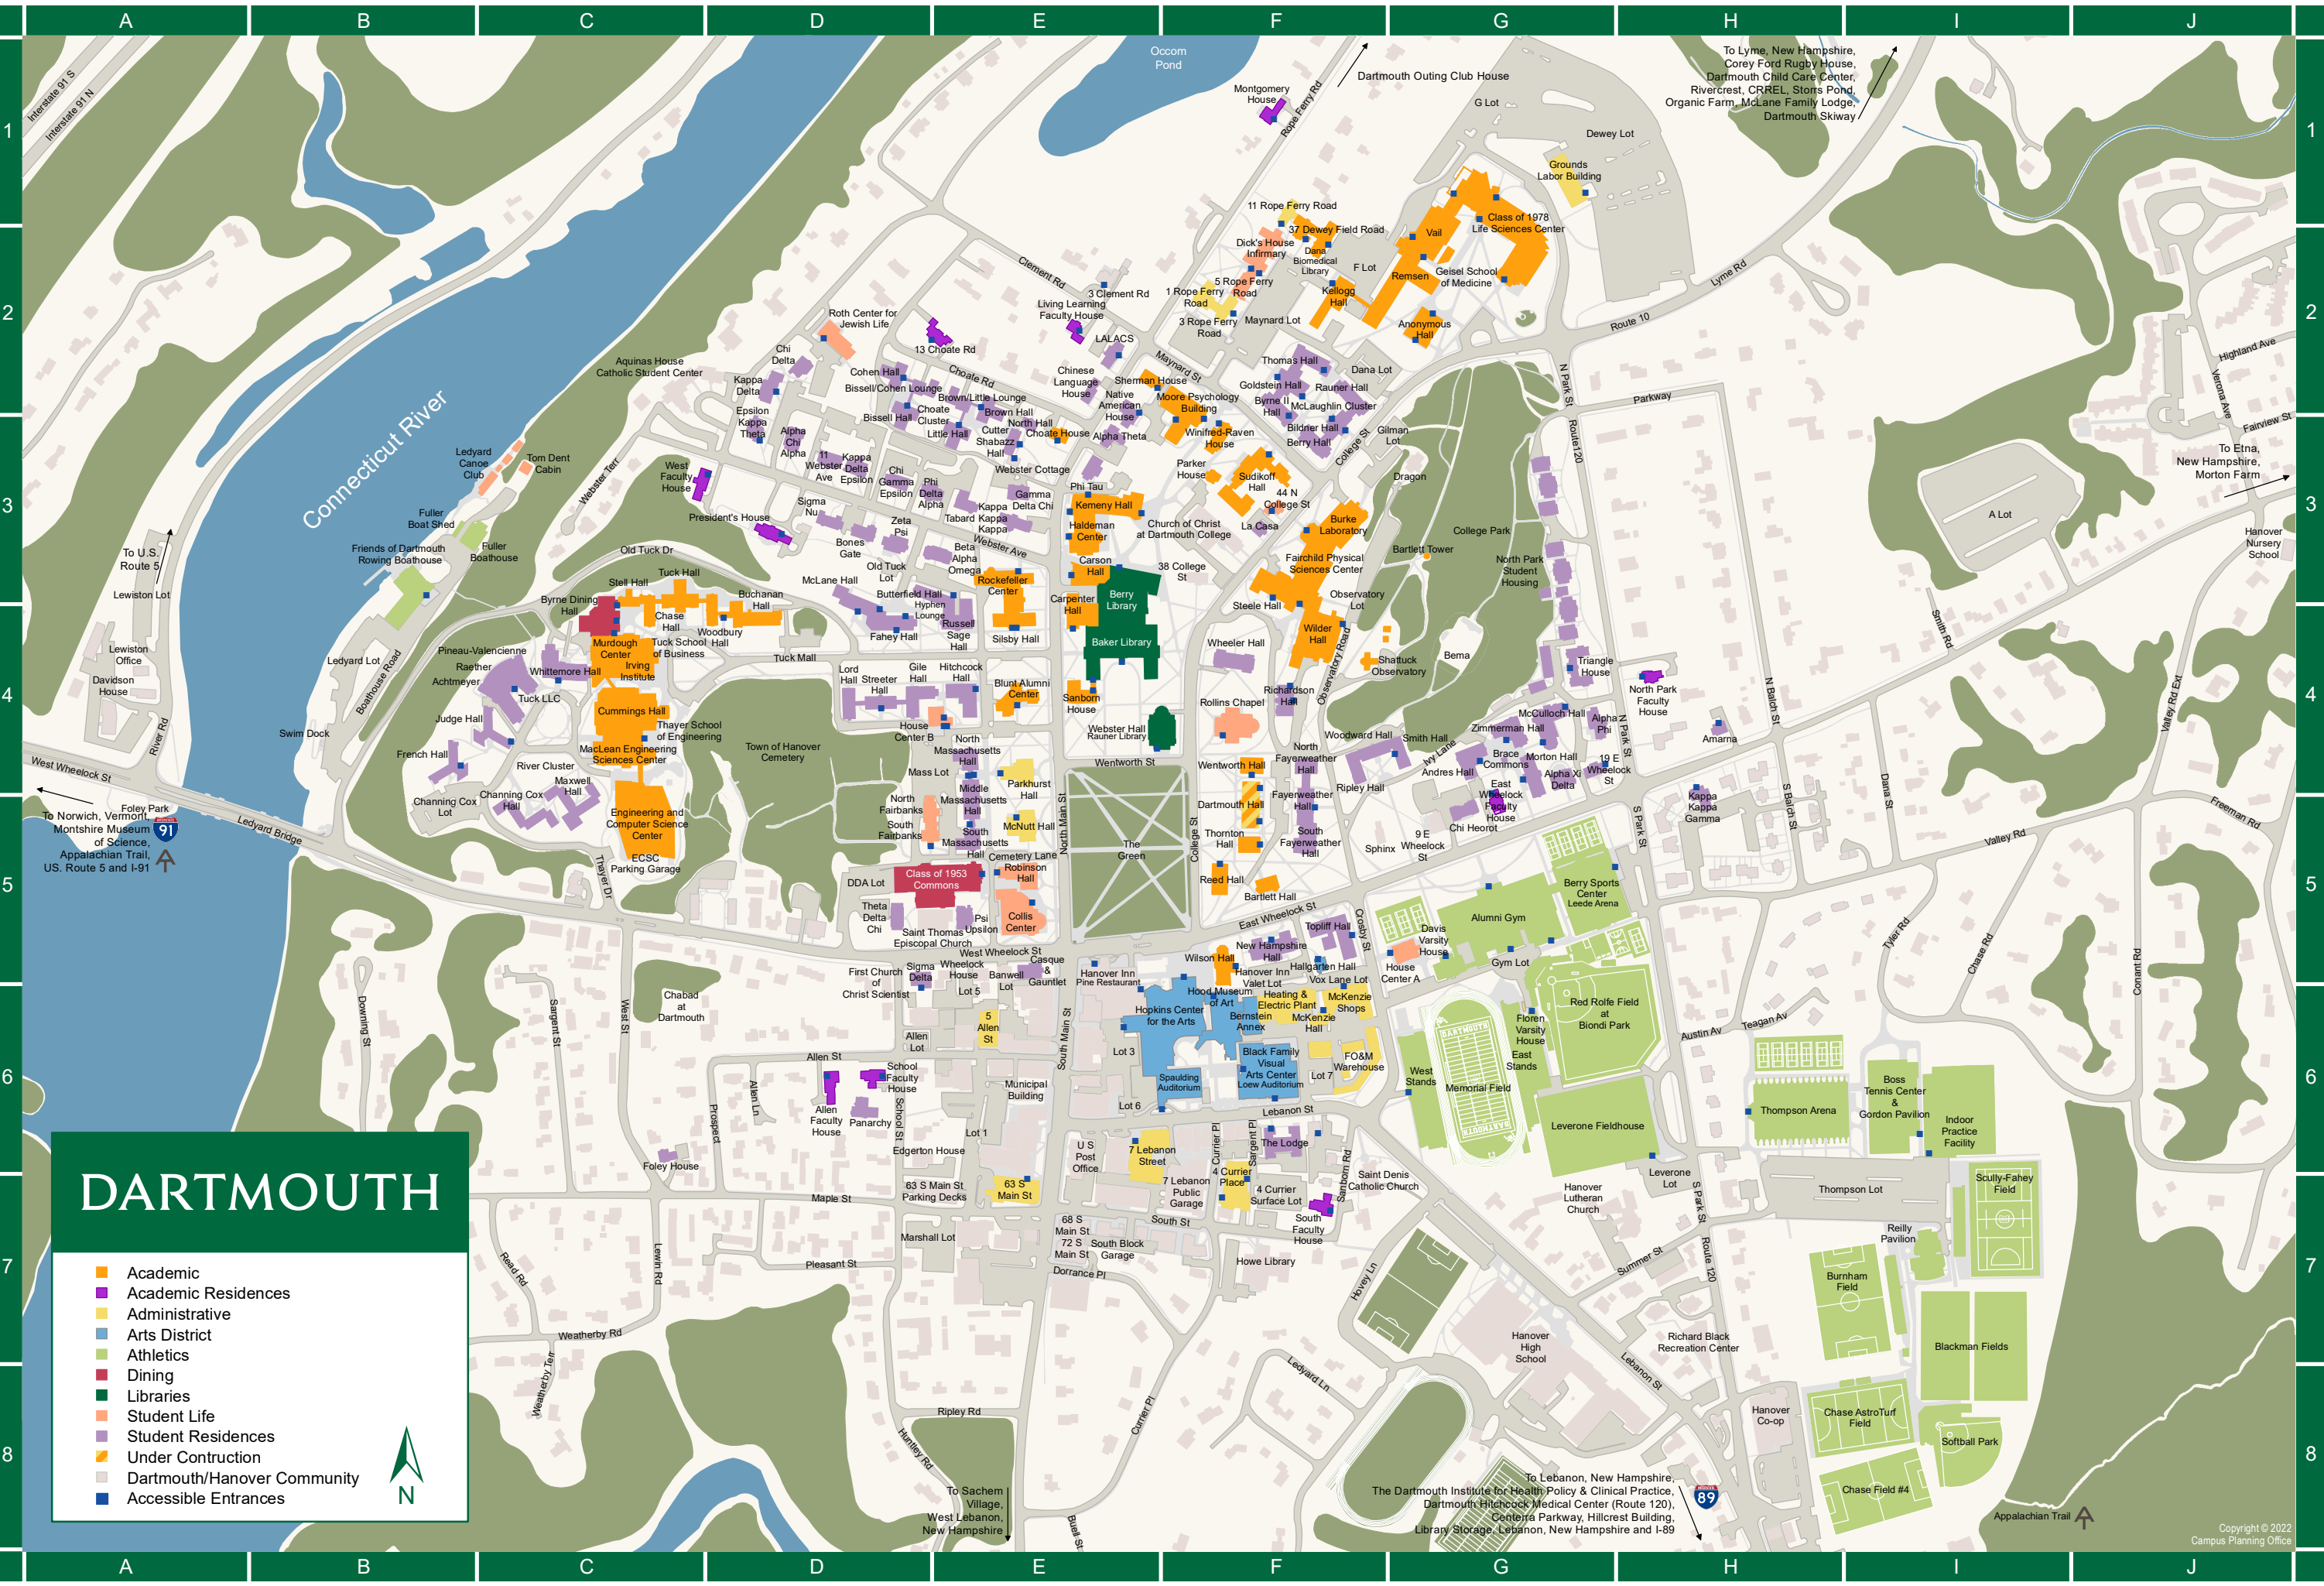 A B C D E F G H I J
1
2
3
4
5
6
7
8
Interstate 91 S
Interstate 91 N
Occom
Pond
Montgomery
House
Rope Ferry Rd
Dartmouth Outing Club House
G Lot
Dewey Lot
To Lyme, New Hampshire,
Corey Ford Rugby House,
Dartmouth Child Care Center,
Rivercrest, CRREL, Storrs Pond,
Organic Farm, McLane Family Lodge,
Dartmouth Skiway
Grounds
Labor Building
11 Rope Ferry Road
37 Dewey Field Road
Dick's House
Infirmary
Dana
Biomedical
Library
F Lot
Vail
Class of 1978
Life Sciences Center
Remsen
Geisel School
of Medicine
Kellogg
Hall
Anonymous
Hall
5 Rope Ferry
Road
1 Rope Ferry
Road
3 Rope Ferry
Road
Maynard Lot
Clement Rd
3 Clement Rd
Living Learning
Faculty House
LALACS
Maynard St
Lyme Rd
Route 10
Roth Center for
Jewish Life
13 Choate Rd
Choate Rd
Chi
Delta
Kappa
Delta
Epsilon
Kappa
Theta
Aquinas House
Catholic Student Center
Cohen Hall
Bissell/Cohen Lounge
Brown/Little Lounge
Bissell Hall
Choate
Cluster
Brown Hall
Little Hall
North Hall
Cutter
Shabazz
Hall
Choate House
Chinese
Language
House
Native
American
House
Sherman House
Moore Psychology
Building
Alpha Theta
Winifred-Raven
House
Thomas Hall
Goldstein Hall
Rauner Hall
Byrne II
Hall
McLaughlin Cluster
Bildner Hall
Berry Hall
Dana Lot
College St
Gilman
Lot
N Park St
Route120
Parkway
Highland Ave
Verona Ave
Fairview St
To Etna,
New Hampshire,
Morton Farm
Hanover
Nursery
School
A Lot
Connecticut River
Ledyard
Canoe
Club
Tom Dent
Cabin
Webster Terr
Fuller
Boat Shed
Fuller
Boathouse
Friends of Dartmouth
Rowing Boathouse
To U.S.
Route 5
Lewiston Lot
West
Faculty
House
President's House
Alpha
Chi
Alpha
11
Webster
Ave
Kappa
Delta
Epsilon
Chi
Gamma
Epsilon
Phi
Delta
Alpha
Webster Cottage
Phi Tau
Sigma
Nu
Bones
Gate
Zeta
Psi
Tabard
Kappa
Kappa
Kappa
Gamma
Delta Chi
Beta
Alpha
Omega
Webster Ave
Kemeny Hall
Haldeman
Center
Carson
Hall
Church of Christ
at Dartmouth College
Parker
House
Sudikoff
Hall
44 N
College St
La Casa
Burke
Laboratory
Fairchild Physical
Sciences Center
38 College
St
Dragon
College Park
Bartlett Tower
North Park
Student
Housing
Old Tuck Dr
Old Tuck
Lot
Stell Hall
Tuck Hall
Byrne Dining
Hall
Chase
Hall
Buchanan
Hall
Woodbury
Hall
Murdough
Center
Tuck School
of Business
Irving
Institute
McLane Hall
Butterfield Hall
Hyphen
Lounge
Fahey Hall
Russell
Sage
Hall
Rockefeller
Center
Silsby Hall
Carpenter
Hall
Berry
Library
Baker Library
Steele Hall
Observatory
Lot
Wilder
Hall
Observatory Road
Shattuck
Observatory
Bema
Triangle
House
North Park
Faculty
House
N Balch St
Smith Rd
Valley Rd Ext
Lewiston
Office
Davidson
House
River Rd
Ledyard Lot
Boathouse Road
Pineau-Valencienne
Raether
Achtmeyer
Whittemore Hall
Tuck LLC
Judge Hall
French Hall
Cummings Hall
Thayer School
of Engineering
MacLean Engineering
Sciences Center
River Cluster
Tuck Mall
Town of Hanover
Cemetery
Lord
Hall
Streeter
Hall
Gile
Hall
Hitchcock
Hall
House
Center B
Blunt Alumni
Center
Sanborn
House
Webster Hall
Rauner Library
Wheeler Hall
Richardson
Hall
Rollins Chapel
Wentworth St
North
Massachusetts
Hall
Mass Lot
Middle
Massachusetts
Hall
South
Massachusetts
Hall
Parkhurst
Hall
McNutt Hall
North
Fairbanks
South
Fairbanks
Wentworth Hall
Dartmouth Hall
Thornton
Hall
Reed Hall
Bartlett Hall
North
Fayerweather
Hall
Fayerweather
Hall
South
Fayerweather
Hall
Woodward Hall
Smith Hall
Ripley Hall
Ivy Lane
Andres Hall
Zimmerman Hall
McCulloch Hall
Brace
Commons
Morton Hall
Alpha
Phi
Alpha Xi
Delta
19 E
Wheelock
St
East
Wheelock
Faculty
House
Chi Heorot
9 E
Wheelock
St
Sphinx
N Park St
Amarna
Kappa
Kappa
Gamma
S Balch St
S Park St
Dana St
Valley Rd
Freeman Rd
Swim Dock
West Wheelock St
Foley Park
To Norwich, Vermont,
Montshire Museum
of Science,
Appalachian Trail,
US. Route 5 and I-91
91
Ledyard Bridge
Channing Cox
Lot
Channing Cox
Hall
Maxwell
Hall
Engineering and
Computer Science
Center
ECSC
Parking Garage
Thayer Dr
The
Green
North Main St
College St
Cemetery Lane
DDA Lot
Class of 1953
Commons
Robinson
Hall
Collis
Center
Theta
Delta
Chi
Psi
Upsilon
Saint Thomas
Episcopal Church
West Wheelock St
East Wheelock St
Crosby St
Topliff Hall
New Hampshire
Hall
Wilson Hall
Hallgarten Hall
Hanover Inn
Valet Lot
Vox Lane Lot
Davis
Varsity
House
House
Center A
Alumni Gym
Gym Lot
Berry Sports
Center
Leede Arena
Tyler Rd
Chase Rd
Conant Rd
First Church
of
Christ Scientist
Sigma
Delta
Wheelock
House
Banwell
Lot
Casque
&
Gauntlet
Lot 5
Hanover Inn
Pine Restaurant
Hopkins Center
for the Arts
Hood Museum
of Art
Bernstein
Annex
Heating &
Electric Plant
McKenzie
Shops
McKenzie
Hall
FO&M
Warehouse
Lot 7
Black Family
Visual
Arts Center
Loew Auditorium
Spaulding
Auditorium
Lot 3
Lot 6
Lebanon St
South Main St
5
Allen
St
Allen
Lot
Allen St
Chabad
at
Dartmouth
Downing St
Sargent St
West St
Prospect
Allen Ln
School St
School
Faculty
House
Allen
Faculty
House
Panarchy
Municipal
Building
Lot 1
Edgerton House
Foley House
West
Stands
DARTMOUTH
Memorial Field
DARTMOUTH
East
Stands
Floren
Varsity
House
Red Rolfe Field
at
Biondi Park
Leverone Fieldhouse
Leverone
Lot
Austin Av
Teagan Av
Thompson Arena
Boss
Tennis Center
&
Gordon Pavilion
Indoor
Practice
Facility
Thompson Lot
Scully-Fahey
Field
Reilly
Pavilion
Burnham
Field
Blackman Fields
Chase AstroTurf
Field
Softball Park
Chase Field #4
U S
Post
Office
7 Lebanon
Street
7 Lebanon
Public
Garage
Currier Pl
Sargent Pl
The Lodge
4 Currier
Place
4 Currier
Surface Lot
Sanborn Rd
Saint Denis
Catholic Church
South
Faculty
House
63 S Main St
Parking Decks
63 S
Main St
68 S
Main St
72 S
Main St
South St
South Block
Garage
Howe Library
Dorrance Pl
Maple St
Marshall Lot
Pleasant St
Read Rd
Lewin Rd
Weatherby Rd
Weatherby Terr
Ripley Rd
Huntley Rd
Currier Pl
Buell St
Ledyard Ln
Hovey Ln
Hanover
Lutheran
Church
Summer St
S Park St
Route 120
Hanover
High
School
Richard Black
Recreation Center
Lebanon St
Hanover
Co-op
To Sachem
Village,
West Lebanon,
New Hampshire
To Lebanon, New Hampshire,
The Dartmouth Institute for Health Policy & Clinical Practice,
Dartmouth Hitchcock Medical Center (Route 120),
Centerra Parkway, Hillcrest Building,
Library Storage, Lebanon, New Hampshire and I-89
89
Appalachian Trail
Copyright © 2022
Campus Planning Office
DARTMOUTH
Academic
Academic Residences
Administrative
Arts District
Athletics
Dining
Libraries
Student Life
Student Residences
Under Contruction
Dartmouth/Hanover Community
Accessible Entrances
N
A B C D E F G H I J
1
2
3
4
5
6
7
8